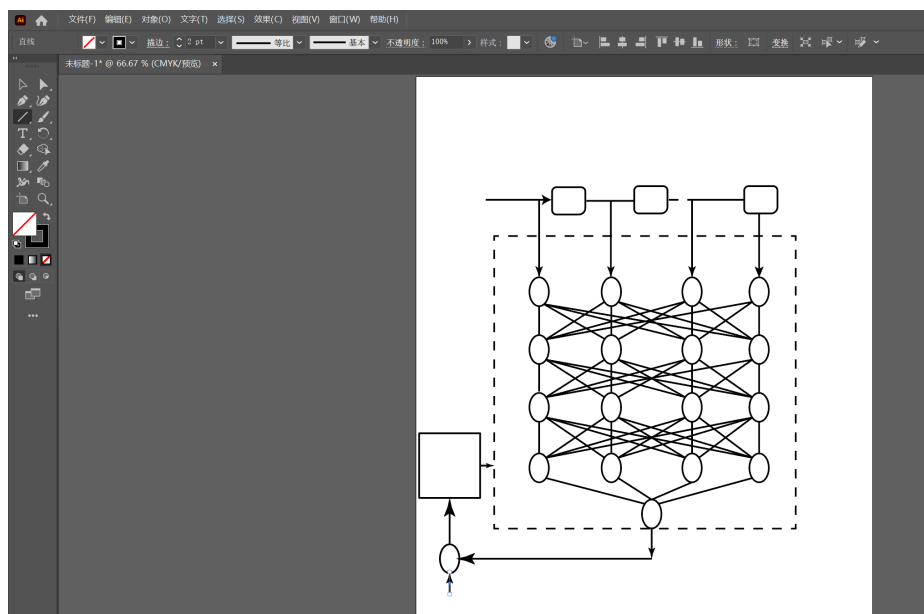 Ai 文件(F) 编辑(E) 对象(O) 文字(T) 选择(S) 效果(C) 视图(V) 窗口(W) 帮助(H)
直线 描边: 2 pt 等比 基本 不透明度: 100% 样式: 形状: 变换
未标题-1* @ 66.67 % (CMYK/预览) ×